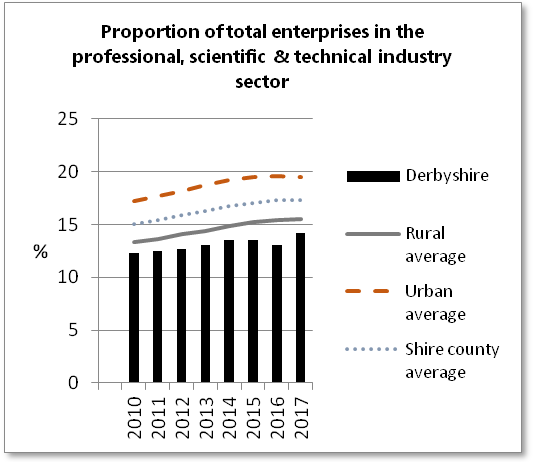 Proportion of total enterprises in the
professional, scientific & technical industry
sector
25
20
15
10
5
0
%
2010
2011
2012
2013
2014
2015
2016
2017
Derbyshire
Rural
average
Urban
average
Shire county
average